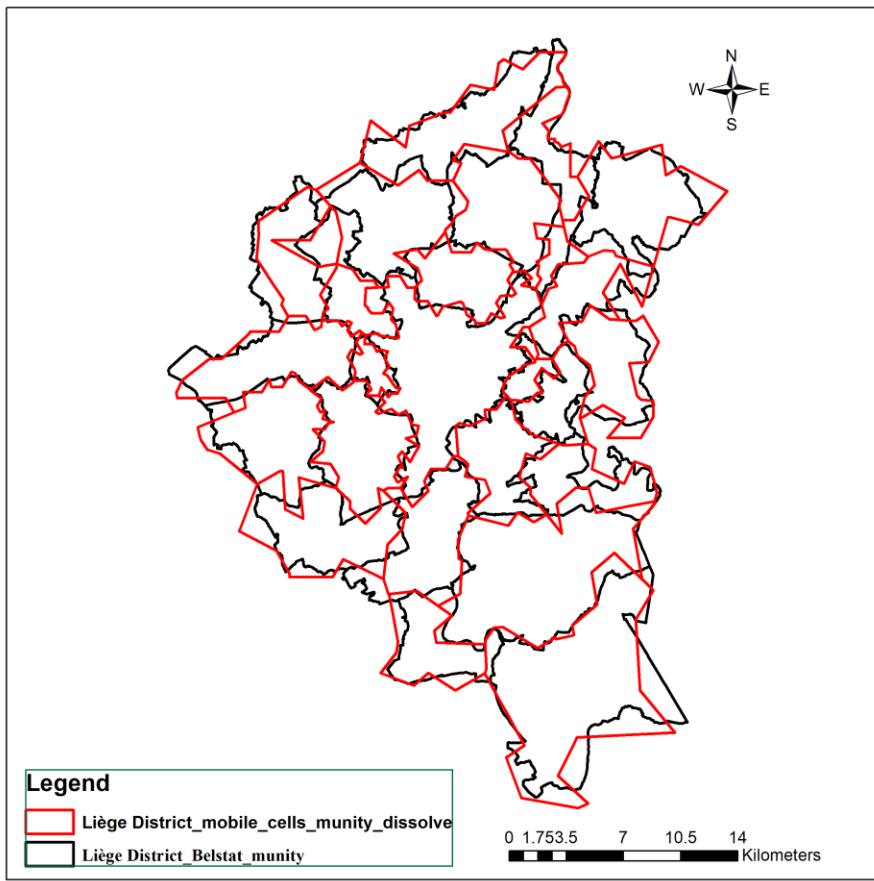 N
W E
S
Legend
Liège District_mobile_cells_munity_dissolve
Liège District_Belstat_munity
0 1.753.5 7 10.5 14
Kilometers